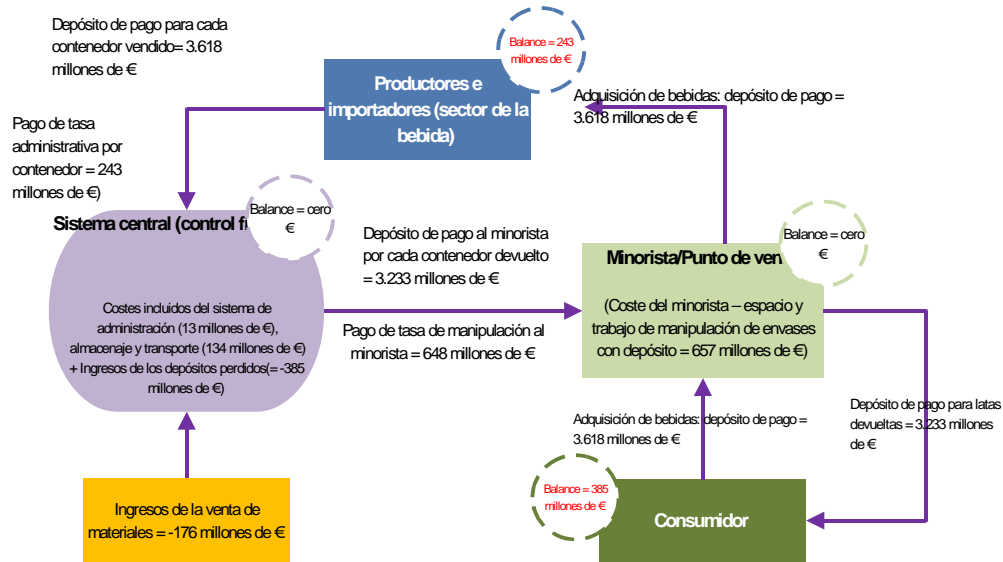 Depósito de pago para cada
contenedor vendido= 3.618
millones de €
Balance = 243
millones de €
Productores e
importadores (sector de la
bebida)
Adquisición de bebidas: depósito de pago =
3.618 millones de €
Pago de tasa
administrativa por
contenedor = 243
millones de €)
Sistema central (control
Balance = cero
€
Costes incluidos del sistema de
administración (13 millones de €),
almacenaje y transporte (134 millones de €)
+ Ingresos de los depósitos perdidos(= -385
millones de €)
Depósito de pago al minorista
por cada contenedor devuelto
= 3.233 millones de €
Pago de tasa de manipulación al
minorista = 648 millones de €
Balance = cero
€
Minorista/Punto de ven
(Coste del minorista – espacio y
trabajo de manipulación de envases
con depósito = 657 millones de €)
Adquisición de bebidas: depósito de pago =
3.618 millones de €
Depósito de pago para latas
devueltas = 3.233 millones
de €
Ingresos de la venta de
materiales = -176 millones de €
Balance = 385
millones de €
Consumidor